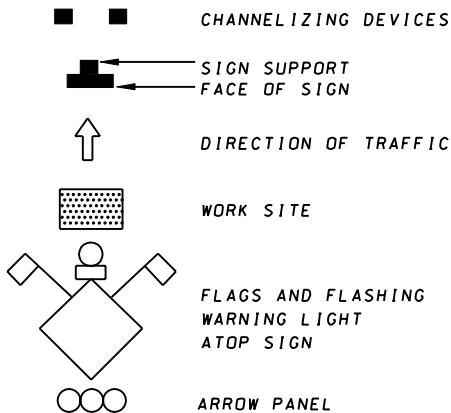 CHANNELIZING DEVICES
SIGN SUPPORT
FACE OF SIGN
DIRECTION OF TRAFFIC
WORK SITE
FLAGS AND FLASHING
WARNING LIGHT
ATOP SIGN
ARROW PANEL